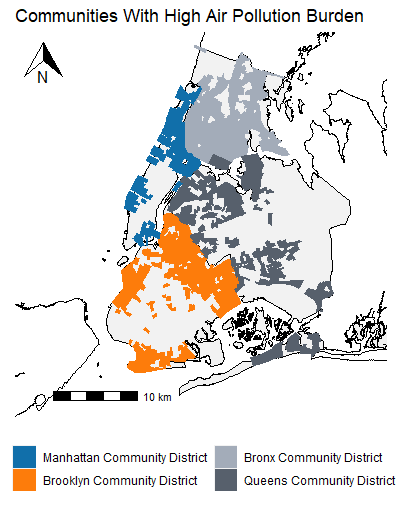 Communities With High Air Pollution Burden
N
10 km
Manhattan Community District
Bronx Community District
Brooklyn Community District
Queens Community District